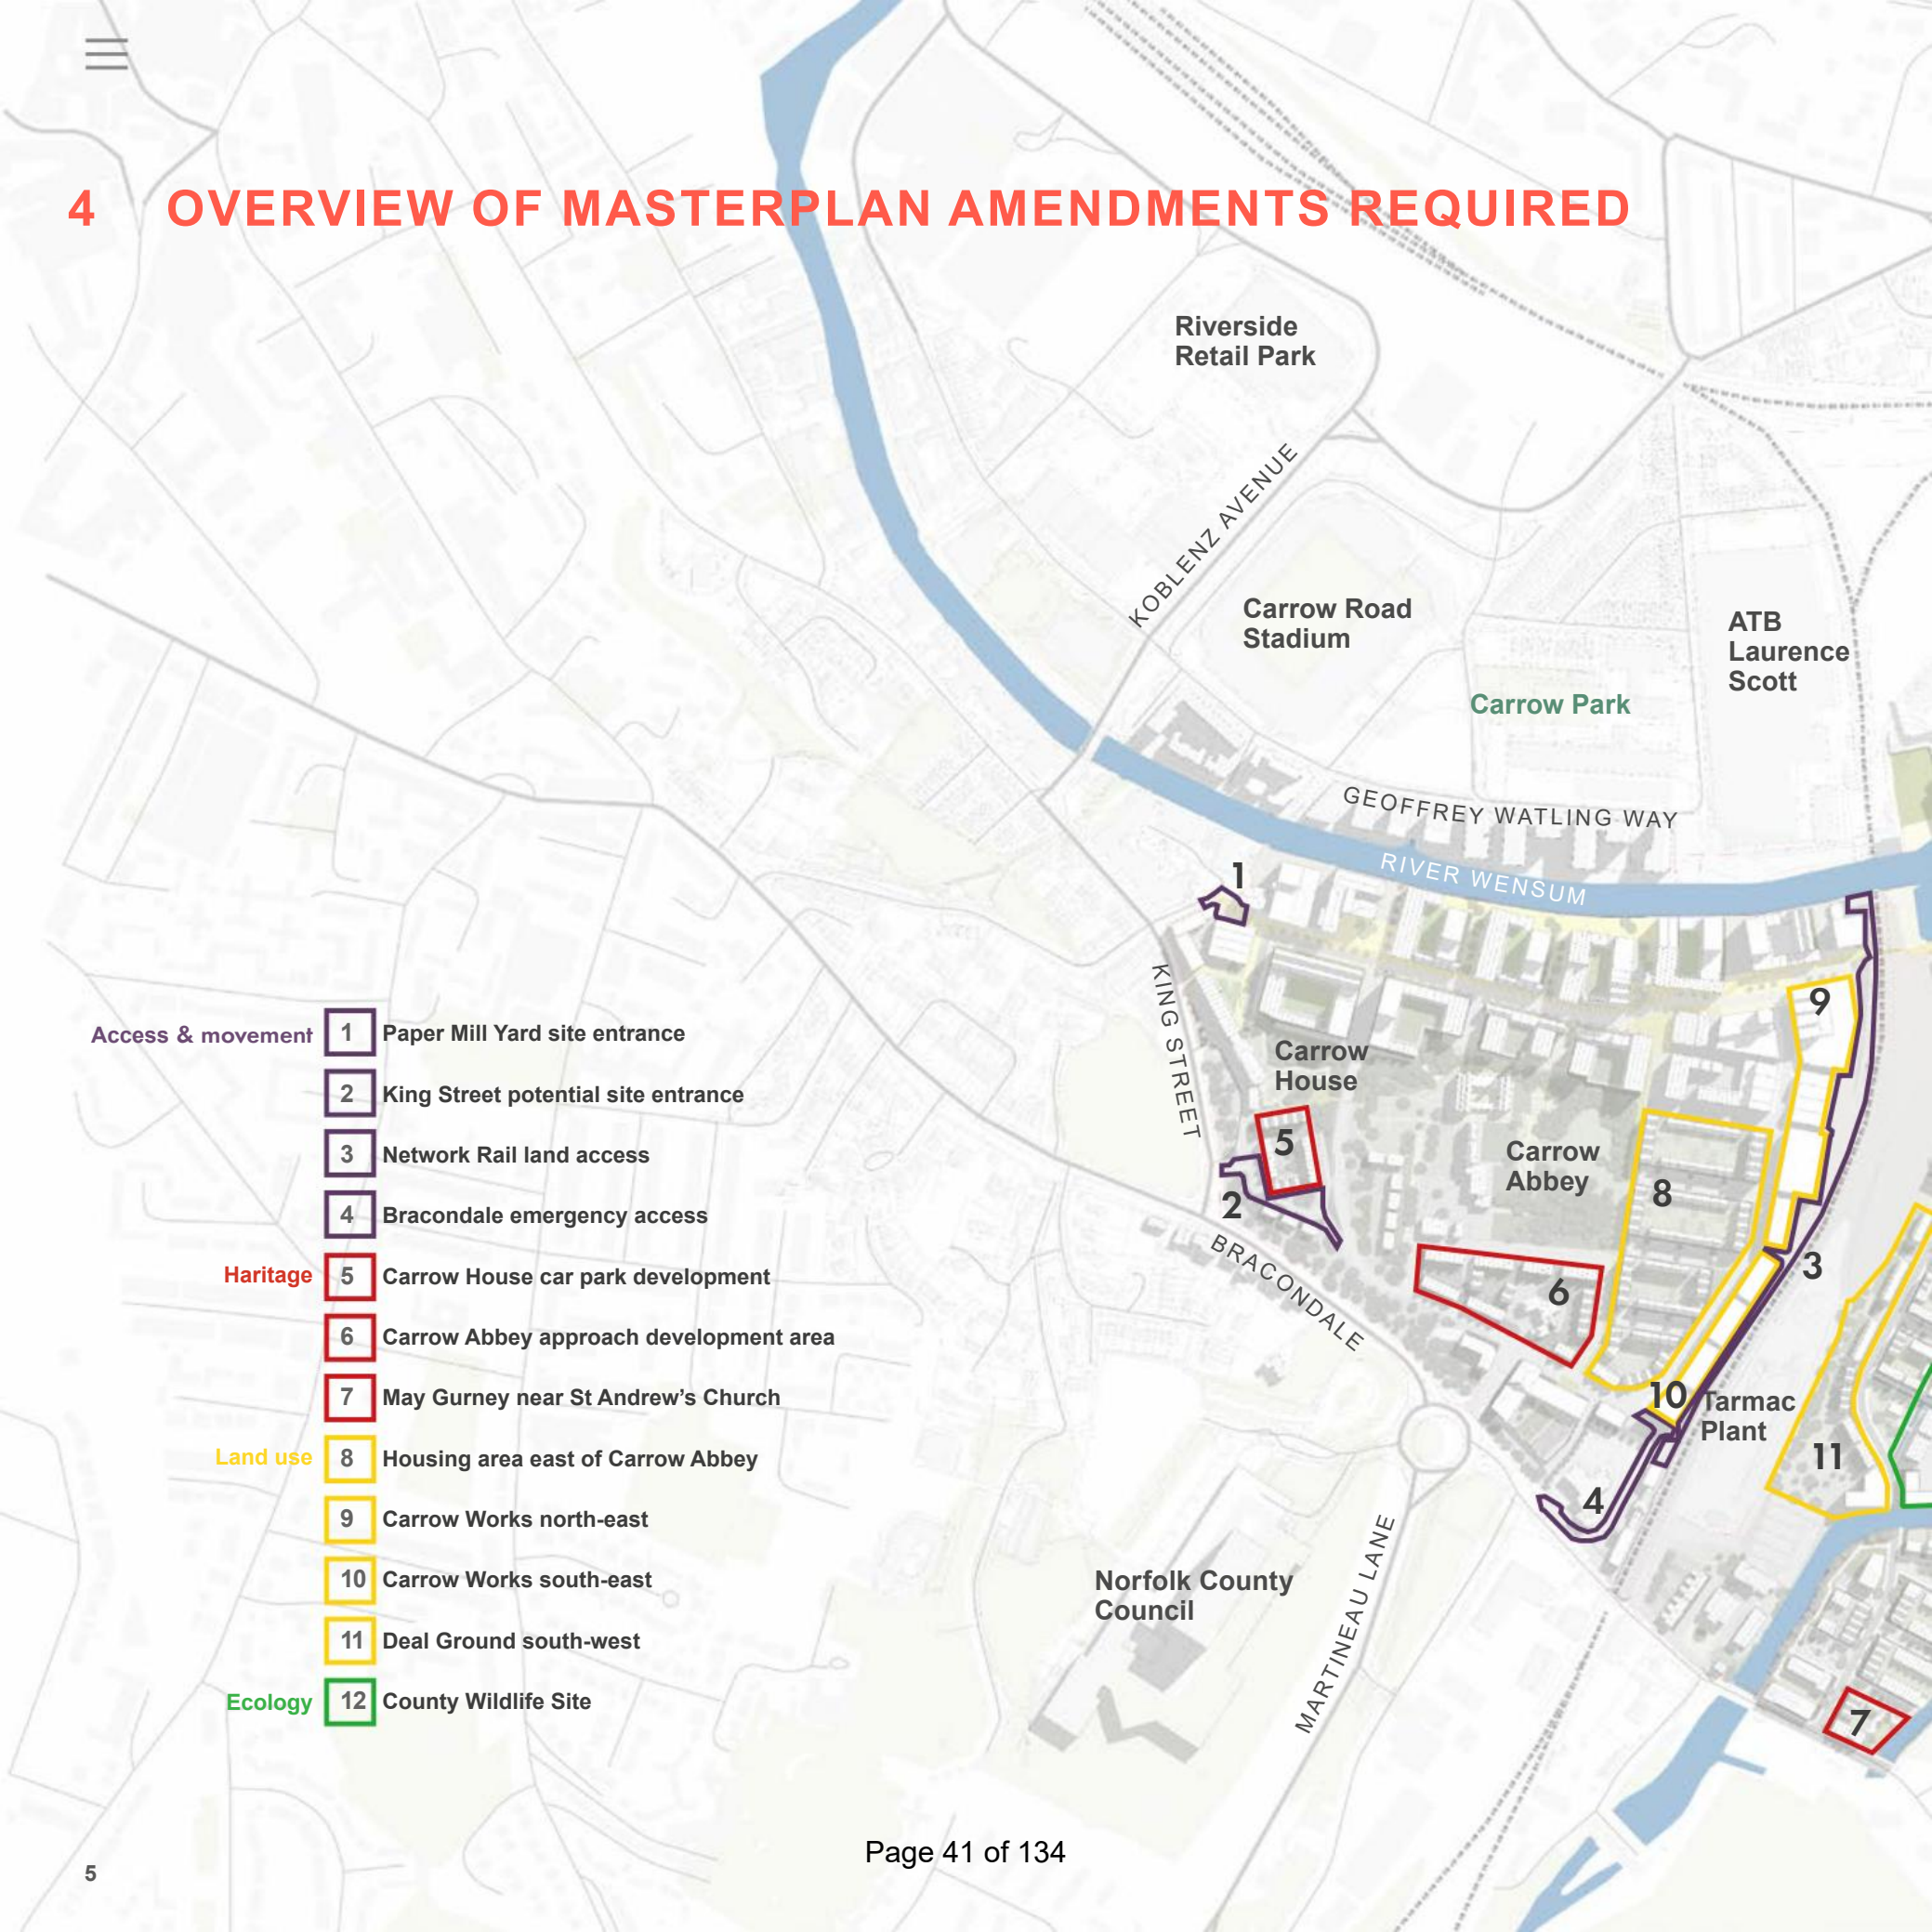 4 OVERVIEW OF MASTERPLAN AMENDMENTS REQUIRED
Riverside
Retail Park
KOBLENZ AVENUE
Carrow Road
Stadium
ATB
Laurence
Scott
Carrow Park
GEOFFREY WATLING WAY
RIVER WENSUM
1
KING STREET
9
Carrow
House
5
Carrow
Abbey
8
2
BRACONDALE
3
6
10
Tarmac
Plant
11
4
Norfolk County
Council
MARTINEAU LANE
7
Access & movement 1 Paper Mill Yard site entrance
2 King Street potential site entrance
3 Network Rail land access
4 Bracondale emergency access
Haritage 5 Carrow House car park development
6 Carrow Abbey approach development area
7 May Gurney near St Andrew’s Church
Land use 8 Housing area east of Carrow Abbey
9 Carrow Works north-east
10 Carrow Works south-east
11 Deal Ground south-west
Ecology 12 County Wildlife Site
Page 41 of 134
5